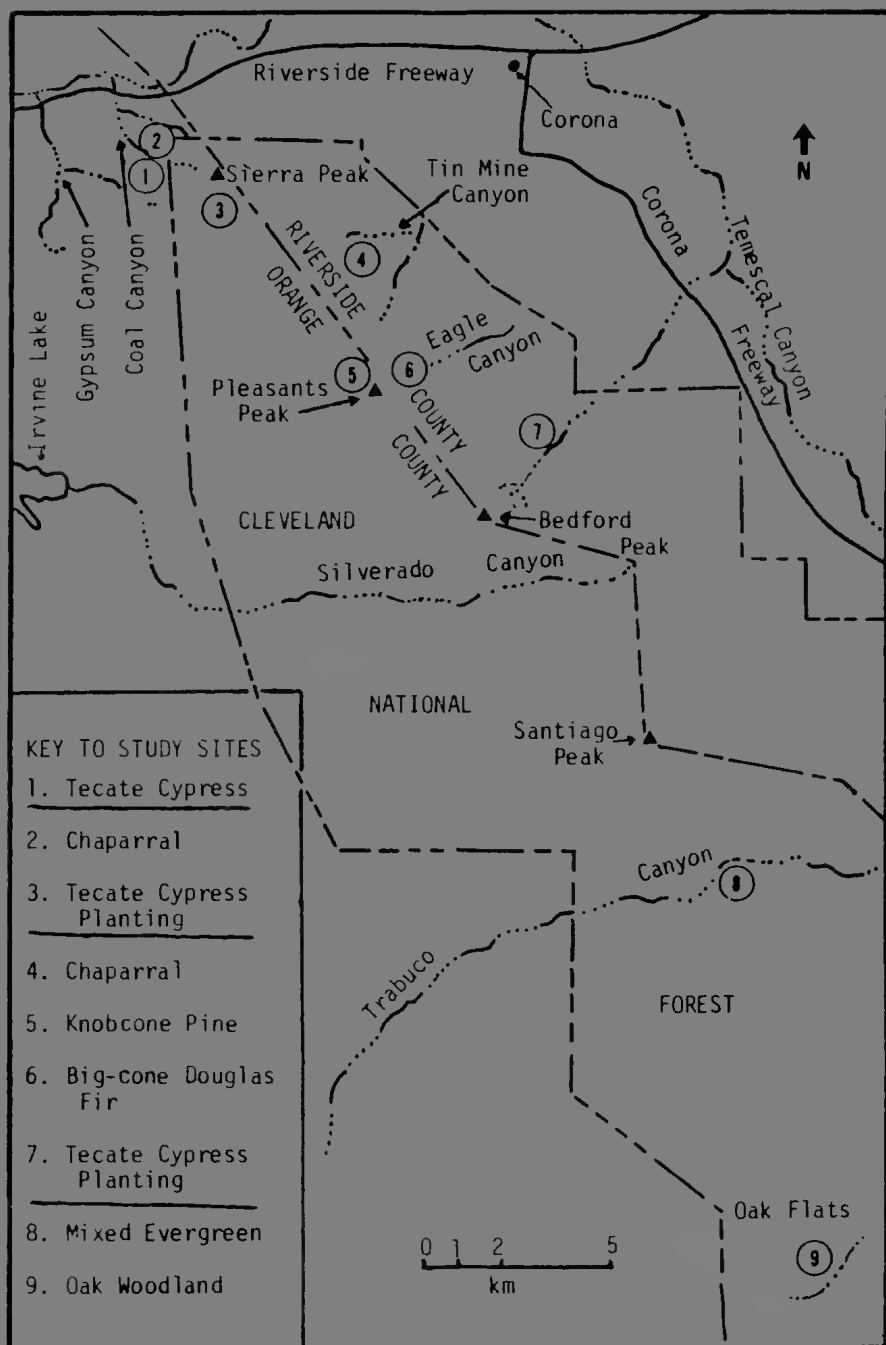 Riverside Freeway
Corona
N
Sierra Peak
Tin Mine
Canyon
2
1
3
4
RIVERSIDE
ORANGE
Corona
Freeway
Temescal Canyon
Irvine Lake
Gypsum Canyon
Coal Canyon
Eagle
Canyon
5
6
Pleasants
Peak
COUNTY
COUNTY
7
CLEVELAND
Bedford
Peak
Silverado Canyon
NATIONAL
Santiago
Peak
KEY TO STUDY SITES
1. Tecate Cypress
2. Chaparral
3. Tecate Cypress
Planting
4. Chaparral
5. Knobcone Pine
6. Big-cone Douglas
Fir
7. Tecate Cypress
Planting
8. Mixed Evergreen
9. Oak Woodland
Trabuco Canyon
8
FOREST
Oak Flats
9
0 1 2 5
km